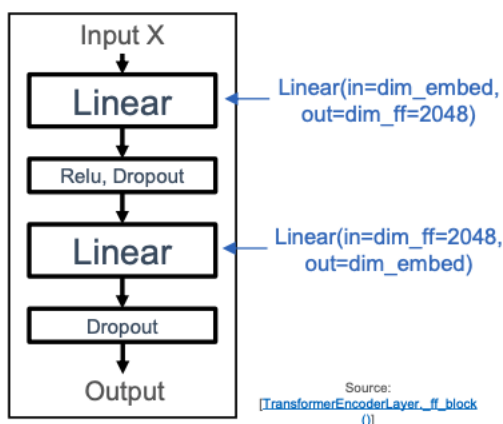 Input X
Linear
Linear(in=dim_embed,
out=dim_ff=2048)
Relu, Dropout
Linear
Linear(in=dim_ff=2048,
out=dim_embed)
Dropout
Output
Source:
[TransformerEncoderLayer._ff_block
()]